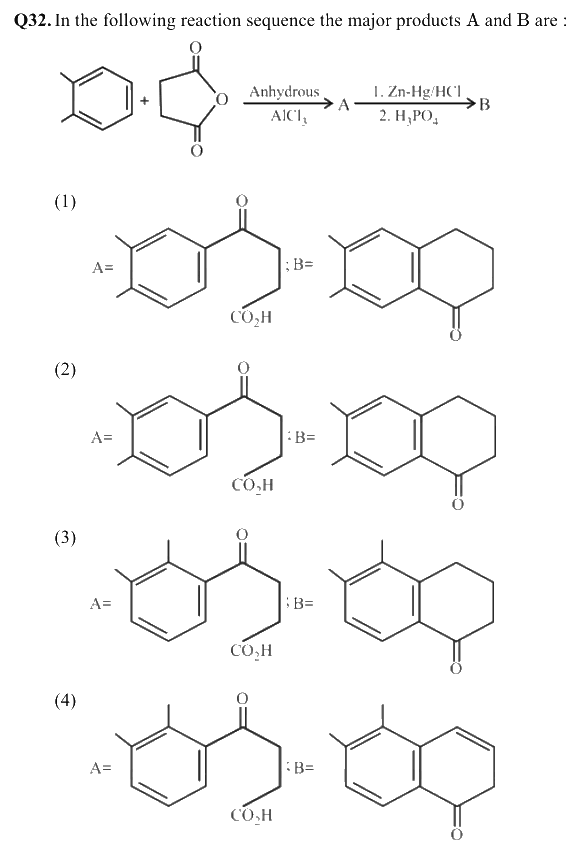 Q32. In the following reaction sequence the major products A and B are :
O
+
O
O
Anhydrous
AlCl₃
A
1. Zn-Hg/HCl
2. H₃PO₄
B
(1)
A=
O
CO₂H
; B=
O
(2)
A=
O
CO₂H
; B=
O
(3)
A=
O
CO₂H
; B=
O
(4)
A=
O
CO₂H
; B=
O